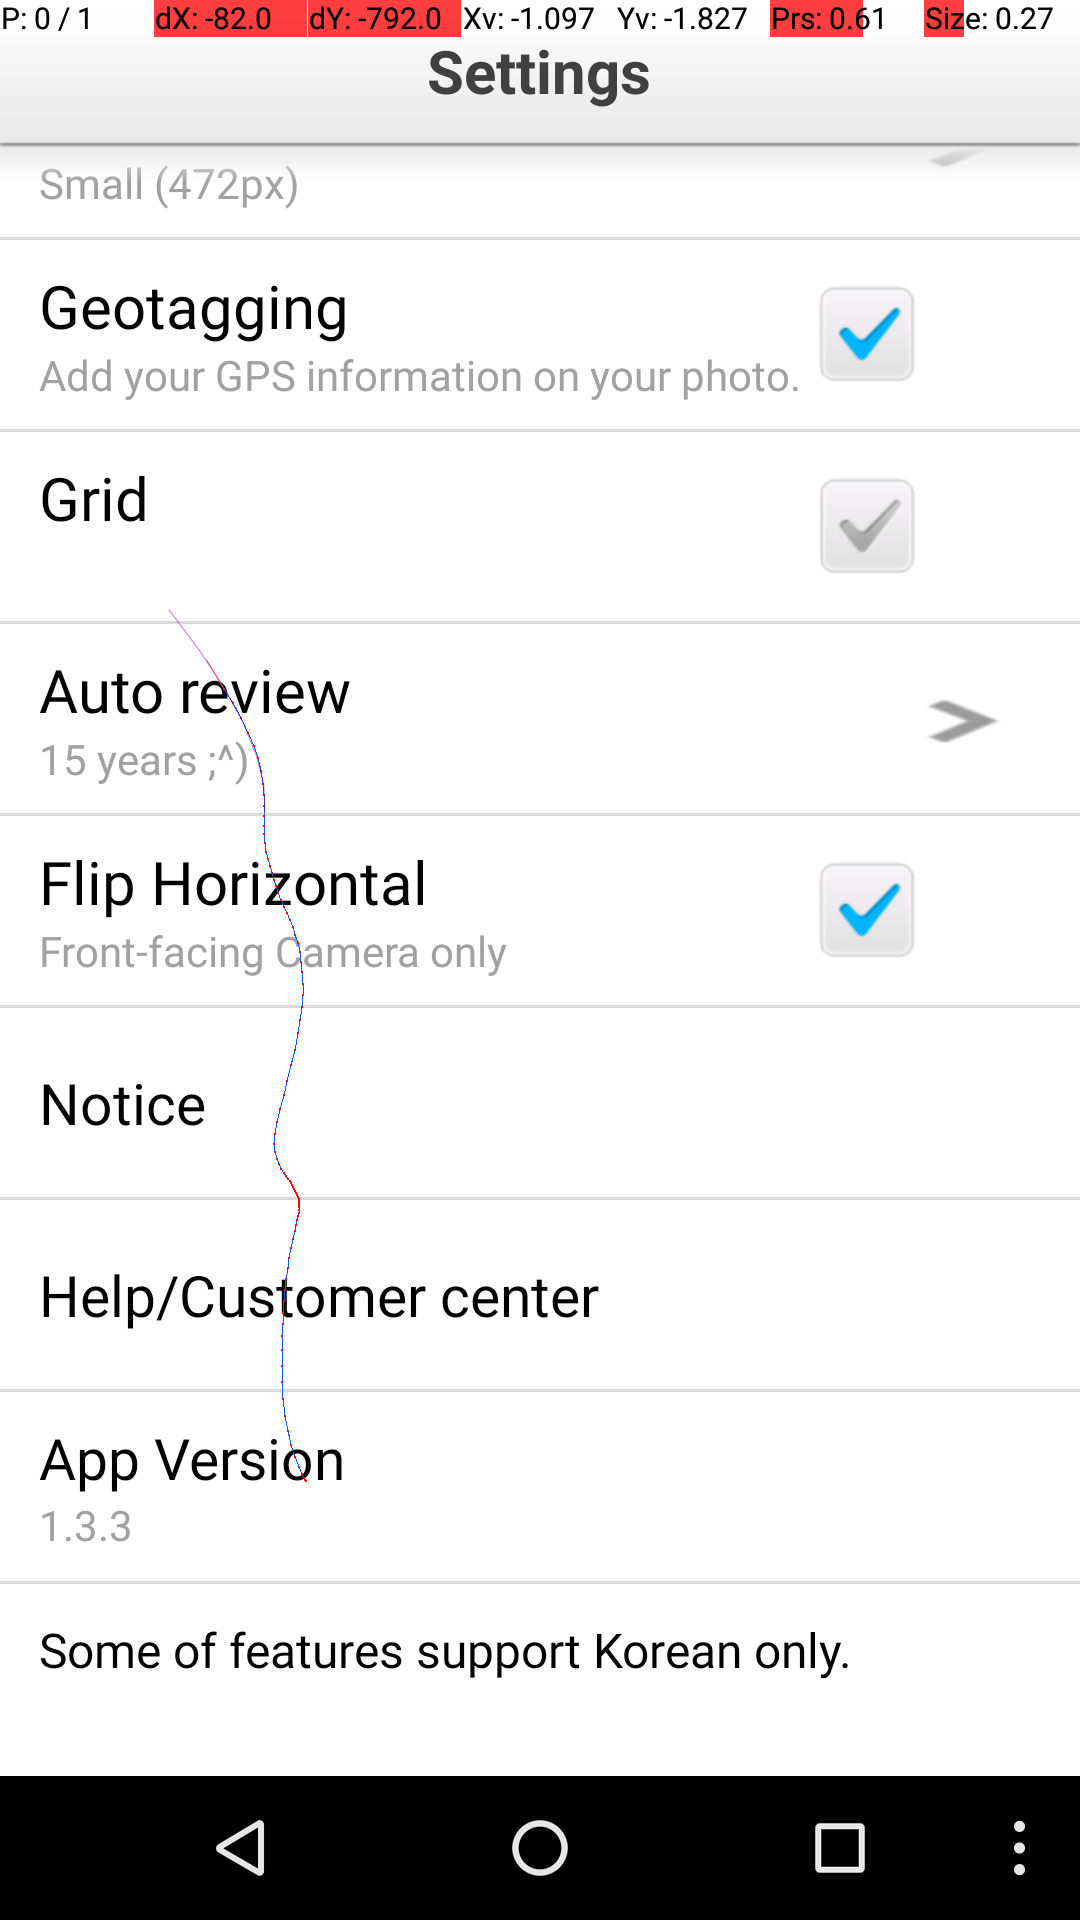 P: 0 / 1 dX: -82.0 dY: -792.0 Xv: -1.097 Yv: -1.827 Prs: 0.61 Size: 0.27
Settings
Small (472px)
Geotagging
Add your GPS information on your photo.
Grid
Auto review
15 years ;^)
Flip Horizontal
Front-facing Camera only
Notice
Help/Customer center
App Version
1.3.3
Some of features support Korean only.